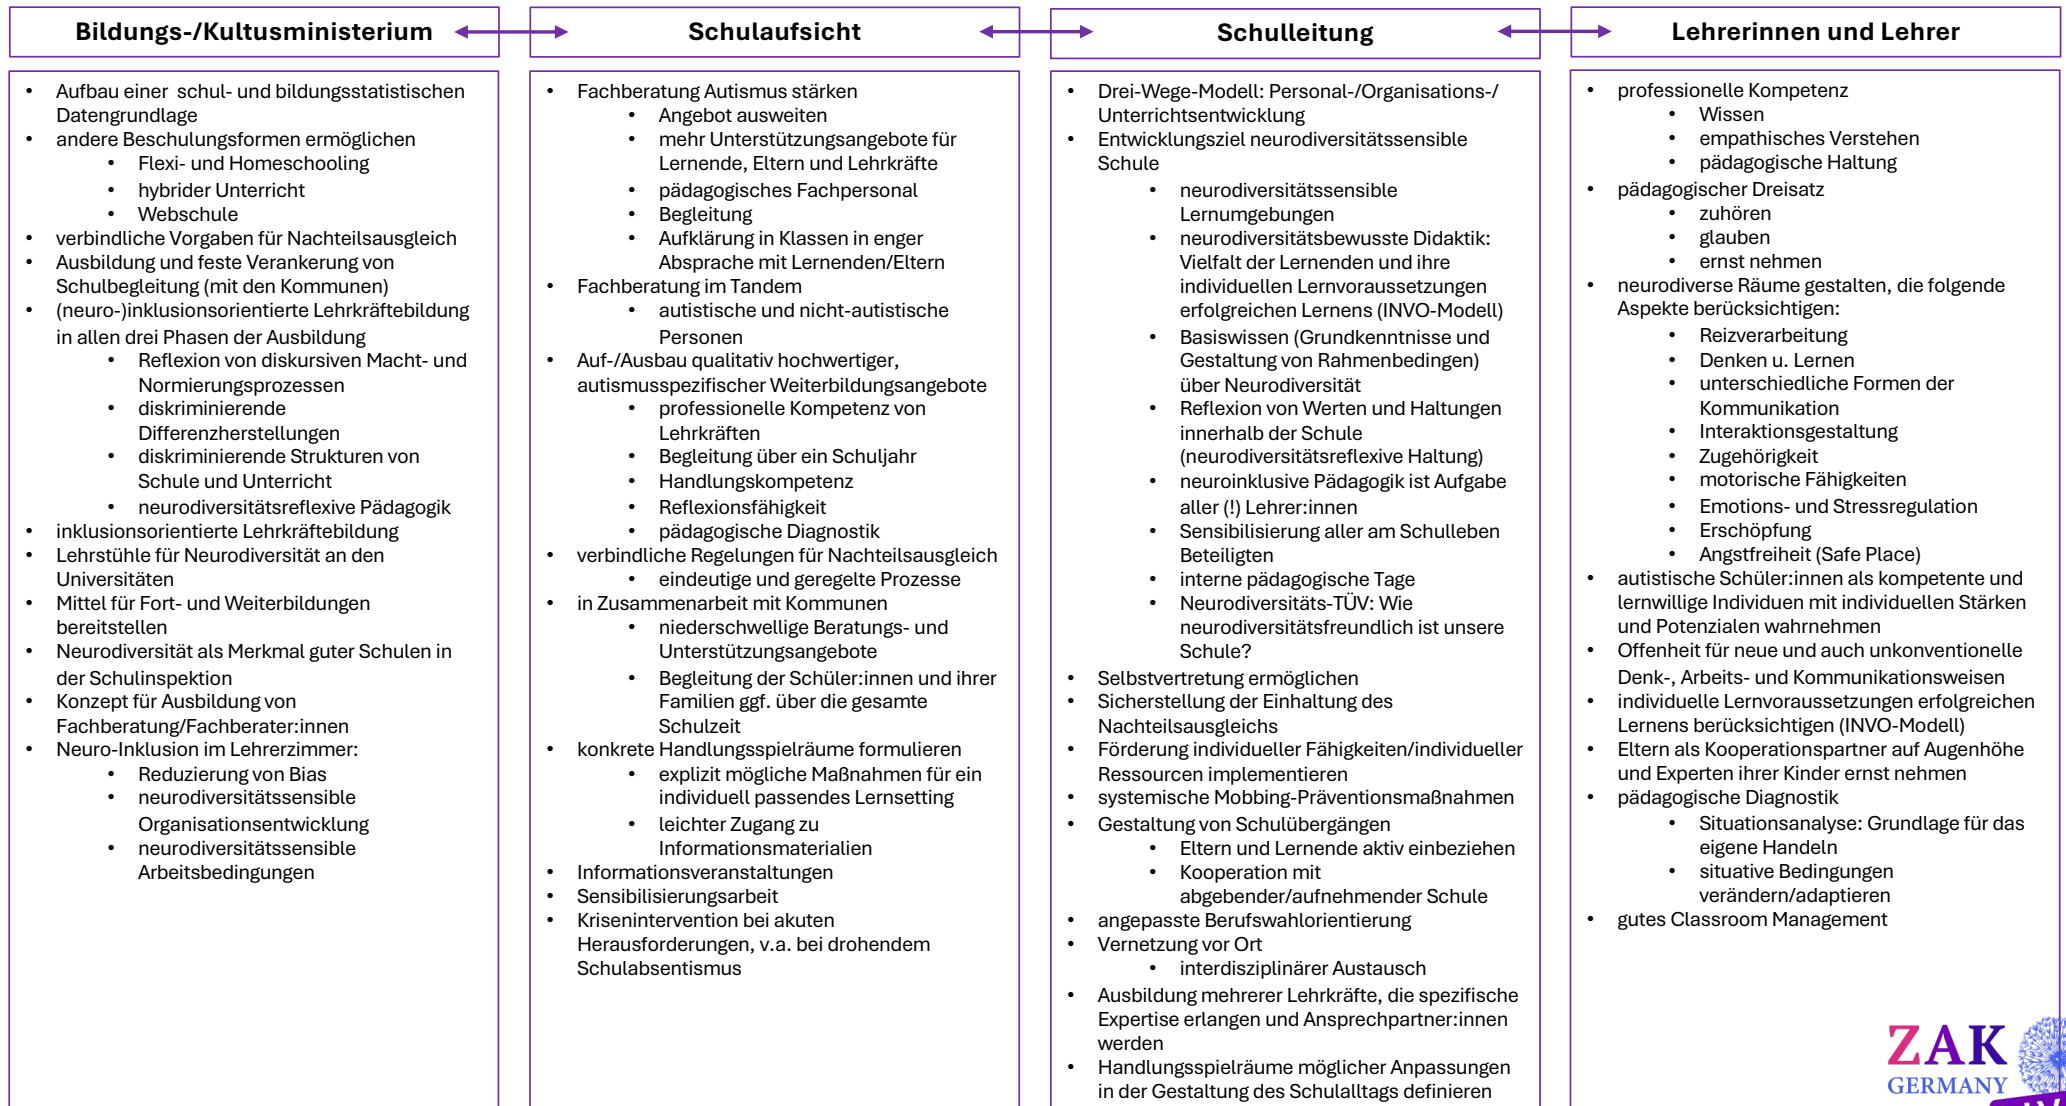 Bildungs-/Kultusministerium
Schulaufsicht
Schulleitung
Lehrerinnen und Lehrer
• Aufbau einer schul- und bildungsstatistischen
Datengrundlage
• andere Beschulungsformen ermöglichen
• Flexi- und Homeschooling
• hybrider Unterricht
• Webschule
• verbindliche Vorgaben für Nachteilsausgleich
• Ausbildung und feste Verankerung von
Schulbegleitung (mit den Kommunen)
• (neuro-)inklusionsorientierte Lehrkräftebildung
in allen drei Phasen der Ausbildung
• Reflexion von diskursiven Macht- und
Normierungsprozessen
• diskriminierende
Differenzherstellungen
• diskriminierende Strukturen von
Schule und Unterricht
• neurodiversitätsreflexive Pädagogik
• inklusionsorientierte Lehrkräftebildung
• Lehrstühle für Neurodiversität an den
Universitäten
• Mittel für Fort- und Weiterbildungen
bereitstellen
• Neurodiversität als Merkmal guter Schulen in
der Schulinspektion
• Konzept für Ausbildung von
Fachberatung/Fachberater:innen
• Neuro-Inklusion im Lehrerzimmer:
• Reduzierung von Bias
• neurodiversitätssensible
Organisationsentwicklung
• neurodiversitätssensible
Arbeitsbedingungen
• Fachberatung Autismus stärken
• Angebot ausweiten
• mehr Unterstützungsangebote für
Lernende, Eltern und Lehrkräfte
• pädagogisches Fachpersonal
• Begleitung
• Aufklärung in Klassen in enger
Absprache mit Lernenden/Eltern
• Fachberatung im Tandem
• autistische und nicht-autistische
Personen
• Auf-/Ausbau qualitativ hochwertiger,
autismusspezifischer Weiterbildungsangebote
• professionelle Kompetenz von
Lehrkräften
• Begleitung über ein Schuljahr
• Handlungskompetenz
• Reflexionsfähigkeit
• pädagogische Diagnostik
• verbindliche Regelungen für Nachteilsausgleich
• eindeutige und geregelte Prozesse
• in Zusammenarbeit mit Kommunen
• niederschwellige Beratungs- und
Unterstützungsangebote
• Begleitung der Schüler:innen und ihrer
Familien ggf. über die gesamte
Schulzeit
• konkrete Handlungsspielräume formulieren
• explizit mögliche Maßnahmen für ein
individuell passendes Lernsetting
• leichter Zugang zu
Informationsmaterialien
• Informationsveranstaltungen
• Sensibilisierungsarbeit
• Krisenintervention bei akuten
Herausforderungen, v.a. bei drohendem
Schulabsentismus
• Drei-Wege-Modell: Personal-/Organisations-/
Unterrichtsentwicklung
• Entwicklungsziel neurodiversitätssensible
Schule
• neurodiversitätssensible
Lernumgebungen
• neurodiversitätsbewusste Didaktik:
Vielfalt der Lernenden und ihre
individuellen Lernvoraussetzungen
erfolgreichen Lernens (INVO-Modell)
• Basiswissen (Grundkenntnisse und
Gestaltung von Rahmenbedingen)
über Neurodiversität
• Reflexion von Werten und Haltungen
innerhalb der Schule
(neurodiversitätsreflexive Haltung)
• neuroinklusive Pädagogik ist Aufgabe
aller (!) Lehrer:innen
• Sensibilisierung aller am Schulleben
Beteiligten
• interne pädagogische Tage
• Neurodiversitäts-TÜV: Wie
neurodiversitätsfreundlich ist unsere
Schule?
• Selbstvertretung ermöglichen
• Sicherstellung der Einhaltung des
Nachteilsausgleichs
• Förderung individueller Fähigkeiten/individueller
Ressourcen implementieren
• systemische Mobbing-Präventionsmaßnahmen
• Gestaltung von Schulübergängen
• Eltern und Lernende aktiv einbeziehen
• Kooperation mit
abgebender/aufnehmender Schule
• angepasste Berufswahlorientierung
• Vernetzung vor Ort
• interdisziplinärer Austausch
• Ausbildung mehrerer Lehrkräfte, die spezifische
Expertise erlangen und Ansprechpartner:innen
werden
• Handlungsspielräume möglicher Anpassungen
in der Gestaltung des Schulalltags definieren
• professionelle Kompetenz
• Wissen
• empathisches Verstehen
• pädagogische Haltung
• pädagogischer Dreisatz
• zuhören
• glauben
• ernst nehmen
• neurodiverse Räume gestalten, die folgende
Aspekte berücksichtigen:
• Reizverarbeitung
• Denken u. Lernen
• unterschiedliche Formen der
Kommunikation
• Interaktionsgestaltung
• Zugehörigkeit
• motorische Fähigkeiten
• Emotions- und Stressregulation
• Erschöpfung
• Angstfreiheit (Safe Place)
• autistische Schüler:innen als kompetente und
lernwillige Individuen mit individuellen Stärken
und Potenzialen wahrnehmen
• Offenheit für neue und auch unkonventionelle
Denk-, Arbeits- und Kommunikationsweisen
• individuelle Lernvoraussetzungen erfolgreichen
Lernens berücksichtigen (INVO-Modell)
• Eltern als Kooperationspartner auf Augenhöhe
und Experten ihrer Kinder ernst nehmen
• pädagogische Diagnostik
• Situationsanalyse: Grundlage für das
eigene Handeln
• situative Bedingungen
verändern/adaptieren
• gutes Classroom Management
ZAK
GERMANY